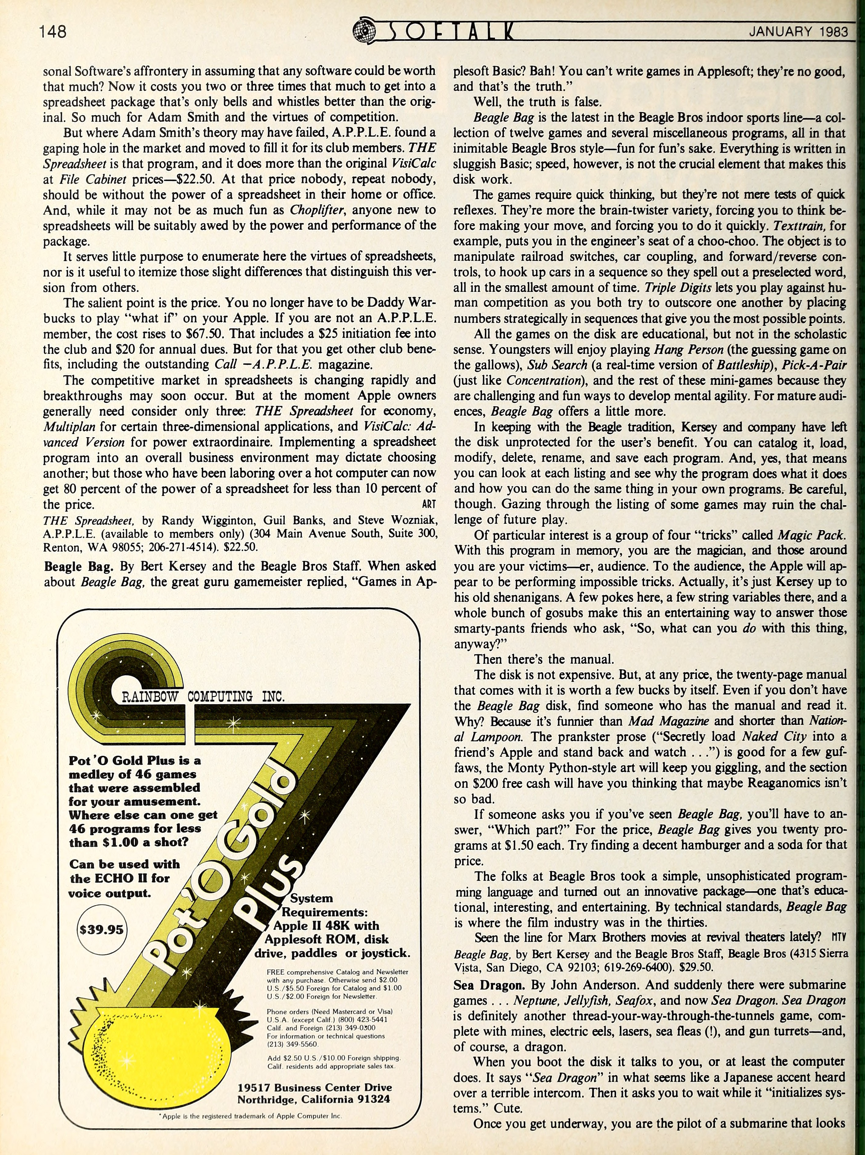 148
SOFTALK
JANUARY 1983
sonal Software's affrontery in assuming that any software could be worth
that much? Now it costs you two or three times that much to get into a
spreadsheet package that's only bells and whistles better than the orig-
inal. So much for Adam Smith and the virtues of competition.
But where Adam Smith's theory may have failed, A.P.P.L.E. found a
gaping hole in the market and moved to fill it for its club members. THE
Spreadsheet is that program, and it does more than the original VisiCalc
at File Cabinet prices—$22.50. At that price nobody, repeat nobody,
should be without the power of a spreadsheet in their home or office.
And, while it may not be as much fun as Choplifter, anyone new to
spreadsheets will be suitably awed by the power and performance of the
package.
It serves little purpose to enumerate here the virtues of spreadsheets,
nor is it useful to itemize those slight differences that distinguish this ver-
sion from others.
The salient point is the price. You no longer have to be Daddy War-
bucks to play "what if" on your Apple. If you are not an A.P.P.L.E.
member, the cost rises to $67.50. That includes a $25 initiation fee into
the club and $20 for annual dues. But for that you get other club bene-
fits, including the outstanding Call —A.P.P.L.E. magazine.
The competitive market in spreadsheets is changing rapidly and
breakthroughs may soon occur. But at the moment Apple owners
generally need consider only three: THE Spreadsheet for economy,
Multiplan for certain three-dimensional applications, and VisiCalc: Ad-
vanced Version for power extraordinaire. Implementing a spreadsheet
program into an overall business environment may dictate choosing
another; but those who have been laboring over a hot computer can now
get 80 percent of the power of a spreadsheet for less than 10 percent of
the price. ART
THE Spreadsheet, by Randy Wigginton, Guil Banks, and Steve Wozniak,
A.P.P.L.E. (available to members only) (304 Main Avenue South, Suite 300,
Renton, WA 98055; 206-271-4514). $22.50.
Beagle Bag. By Bert Kersey and the Beagle Bros Staff. When asked
about Beagle Bag, the great guru gamemeister replied, "Games in Ap-
RAINBOW COMPUTING INC.
Pot 'O Gold Plus is a
medley of 46 games
that were assembled
for your amusement.
Where else can one get
46 programs for less
than $1.00 a shot?
Can be used with
the ECHO II for
voice output.
$39.95
Pot 'O Gold
Plus
System
Requirements:
Apple II 48K with
Applesoft ROM, disk
drive, paddles or joystick.
FREE comprehensive Catalog and Newsletter
with any purchase. Otherwise send $2.00
U.S./$5.50 Foreign for Catalog and $1.00
U.S./$2.00 Foreign for Newsletter.
Phone orders (Need Mastercard or Visa)
U.S.A. (except Calif.) (800) 423-5441
Calif. and Foreign (213) 349-0300
For information or technical questions
(213) 349-5560.
Add $2.50 U.S./$10.00 Foreign shipping.
Calif. residents add appropriate sales tax.
19517 Business Center Drive
Northridge, California 91324
*Apple is the registered trademark of Apple Computer Inc.
plesoft Basic? Bah! You can't write games in Applesoft; they're no good,
and that's the truth."
Well, the truth is false.
Beagle Bag is the latest in the Beagle Bros indoor sports line—a col-
lection of twelve games and several miscellaneous programs, all in that
inimitable Beagle Bros style—fun for fun's sake. Everything is written in
sluggish Basic; speed, however, is not the crucial element that makes this
disk work.
The games require quick thinking, but they're not mere tests of quick
reflexes. They're more the brain-twister variety, forcing you to think be-
fore making your move, and forcing you to do it quickly. Texttrain, for
example, puts you in the engineer's seat of a choo-choo. The object is to
manipulate railroad switches, car coupling, and forward/reverse con-
trols, to hook up cars in a sequence so they spell out a preselected word,
all in the smallest amount of time. Triple Digits lets you play against hu-
man competition as you both try to outscore one another by placing
numbers strategically in sequences that give you the most possible points.
All the games on the disk are educational, but not in the scholastic
sense. Youngsters will enjoy playing Hang Person (the guessing game on
the gallows), Sub Search (a real-time version of Battleship), Pick-A-Pair
(just like Concentration), and the rest of these mini-games because they
are challenging and fun ways to develop mental agility. For mature audi-
ences, Beagle Bag offers a little more.
In keeping with the Beagle tradition, Kersey and company have left
the disk unprotected for the user's benefit. You can catalog it, load,
modify, delete, rename, and save each program. And, yes, that means
you can look at each listing and see why the program does what it does
and how you can do the same thing in your own programs. Be careful,
though. Gazing through the listing of some games may ruin the chal-
lenge of future play.
Of particular interest is a group of four "tricks" called Magic Pack.
With this program in memory, you are the magician, and those around
you are your victims—er, audience. To the audience, the Apple will ap-
pear to be performing impossible tricks. Actually, it's just Kersey up to
his old shenanigans. A few pokes here, a few string variables there, and a
whole bunch of gosubs make this an entertaining way to answer those
smarty-pants friends who ask, "So, what can you do with this thing,
anyway?"
Then there's the manual.
The disk is not expensive. But, at any price, the twenty-page manual
that comes with it is worth a few bucks by itself. Even if you don't have
the Beagle Bag disk, find someone who has the manual and read it.
Why? Because it's funnier than Mad Magazine and shorter than Nation-
al Lampoon. The prankster prose ("Secretly load Naked City into a
friend's Apple and stand back and watch . . .") is good for a few guf-
faws, the Monty Python-style art will keep you giggling, and the section
on $200 free cash will have you thinking that maybe Reaganomics isn't
so bad.
If someone asks you if you've seen Beagle Bag, you'll have to an-
swer, "Which part?" For the price, Beagle Bag gives you twenty pro-
grams at $1.50 each. Try finding a decent hamburger and a soda for that
price.
The folks at Beagle Bros took a simple, unsophisticated program-
ming language and turned out an innovative package—one that's educa-
tional, interesting, and entertaining. By technical standards, Beagle Bag
is where the film industry was in the thirties.
Seen the line for Marx Brothers movies at revival theaters lately? MTV
Beagle Bag, by Bert Kersey and the Beagle Bros Staff, Beagle Bros (4315 Sierra
Vista, San Diego, CA 92103; 619-269-6400). $29.50.
Sea Dragon. By John Anderson. And suddenly there were submarine
games . . . Neptune, Jellyfish, Seafox, and now Sea Dragon. Sea Dragon
is definitely another thread-your-way-through-the-tunnels game, com-
plete with mines, electric eels, lasers, sea fleas (!), and gun turrets—and,
of course, a dragon.
When you boot the disk it talks to you, or at least the computer
does. It says "Sea Dragon" in what seems like a Japanese accent heard
over a terrible intercom. Then it asks you to wait while it "initializes sys-
tems." Cute.
Once you get underway, you are the pilot of a submarine that looks